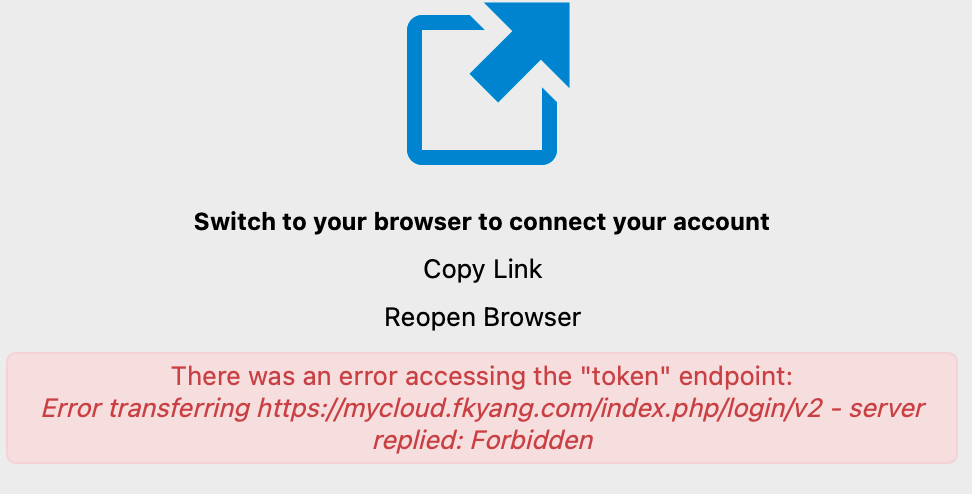 Switch to your browser to connect your account
Copy Link
Reopen Browser
There was an error accessing the "token" endpoint:
Error transferring https://mycloud.fkyang.com/index.php/login/v2 - server
replied: Forbidden